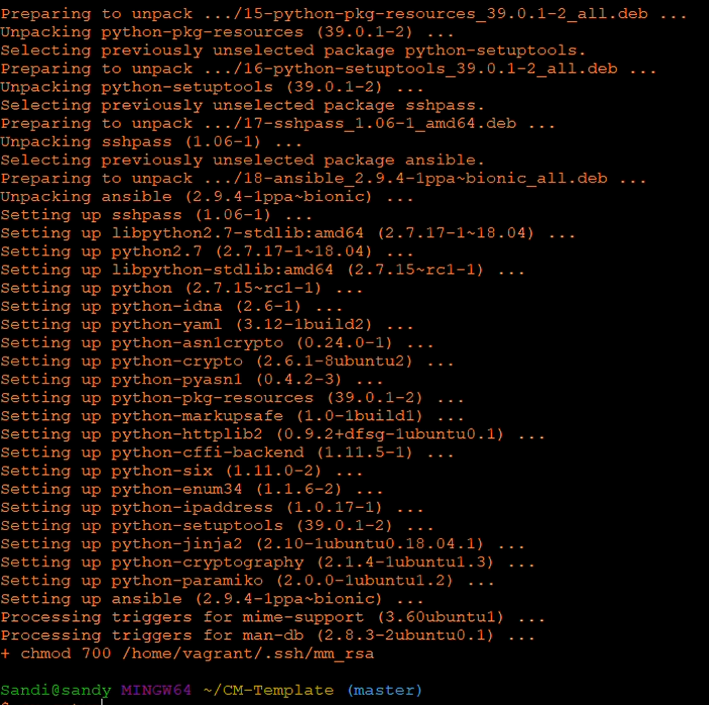 Preparing to unpack .../15-python-pkg-resources_39.0.1-2_all.deb ...
Unpacking python-pkg-resources (39.0.1-2) ...
Selecting previously unselected package python-setuptools.
Preparing to unpack .../16-python-setuptools_39.0.1-2_all.deb ...
Unpacking python-setuptools (39.0.1-2) ...
Selecting previously unselected package sshpass.
Preparing to unpack .../17-sshpass_1.06-1_amd64.deb ...
Unpacking sshpass (1.06-1) ...
Selecting previously unselected package ansible.
Preparing to unpack .../18-ansible_2.9.4-1ppa~bionic_all.deb ...
Unpacking ansible (2.9.4-1ppa~bionic) ...
Setting up sshpass (1.06-1) ...
Setting up libpython2.7-stdlib:amd64 (2.7.17-1~18.04) ...
Setting up python2.7 (2.7.17-1~18.04) ...
Setting up libpython-stdlib:amd64 (2.7.15~rc1-1) ...
Setting up python (2.7.15~rc1-1) ...
Setting up python-idna (2.6-1) ...
Setting up python-yaml (3.12-1build2) ...
Setting up python-asn1crypto (0.24.0-1) ...
Setting up python-crypto (2.6.1-8ubuntu2) ...
Setting up python-pyasn1 (0.4.2-3) ...
Setting up python-pkg-resources (39.0.1-2) ...
Setting up python-markupsafe (1.0-1build1) ...
Setting up python-httplib2 (0.9.2+dfsg-1ubuntu0.1) ...
Setting up python-cffi-backend (1.11.5-1) ...
Setting up python-six (1.11.0-2) ...
Setting up python-enum34 (1.1.6-2) ...
Setting up python-ipaddress (1.0.17-1) ...
Setting up python-setuptools (39.0.1-2) ...
Setting up python-jinja2 (2.10-1ubuntu0.18.04.1) ...
Setting up python-cryptography (2.1.4-1ubuntu1.3) ...
Setting up python-paramiko (2.0.0-1ubuntu1.2) ...
Setting up ansible (2.9.4-1ppa~bionic) ...
Processing triggers for mime-support (3.60ubuntu1) ...
Processing triggers for man-db (2.8.3-2ubuntu0.1) ...
+ chmod 700 /home/vagrant/.ssh/mm_rsa
Sandi@sandy MINGW64 ~/CM-Template (master)